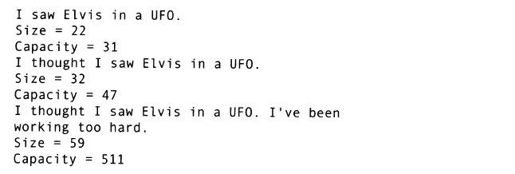 I saw Elvis in a UFO.
Size = 22
Capacity = 31
I thought I saw Elvis in a UFO.
Size = 32
Capacity = 47
I thought I saw Elvis in a UFO. I've been
working too hard.
Size = 59
Capacity = 511